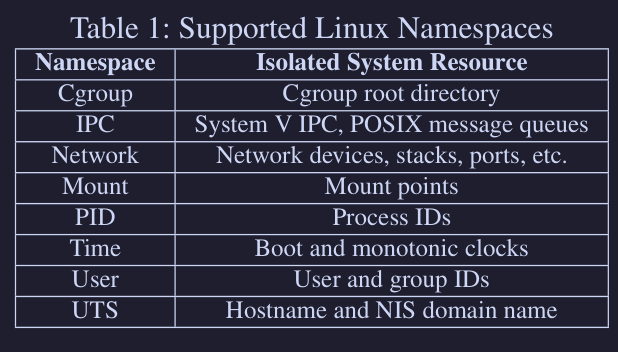 Table 1: Supported Linux Namespaces
Namespace Isolated System Resource
Cgroup Cgroup root directory
IPC System V IPC, POSIX message queues
Network Network devices, stacks, ports, etc.
Mount Mount points
PID Process IDs
Time Boot and monotonic clocks
User User and group IDs
UTS Hostname and NIS domain name